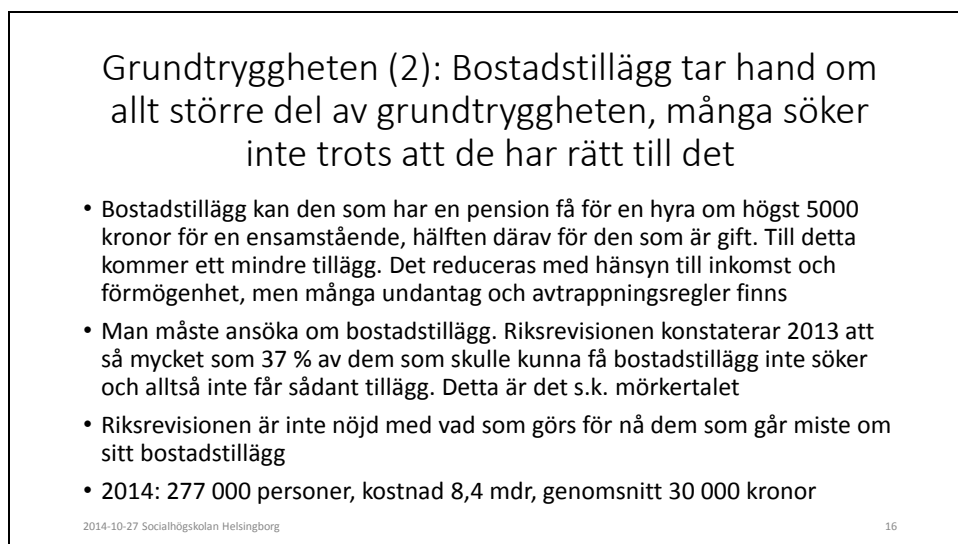 Grundtryggheten (2): Bostadstillägg tar hand om
allt större del av grundtryggheten, många söker
inte trots att de har rätt till det
• Bostadstillägg kan den som har en pension få för en hyra om högst 5000
kronor för en ensamstående, hälften därav för den som är gift. Till detta
kommer ett mindre tillägg. Det reduceras med hänsyn till inkomst och
förmögenhet, men många undantag och avtrappningsregler finns
• Man måste ansöka om bostadstillägg. Riksrevisionen konstaterar 2013 att
så mycket som 37 % av dem som skulle kunna få bostadstillägg inte söker
och alltså inte får sådant tillägg. Detta är det s.k. mörkertalet
• Riksrevisionen är inte nöjd med vad som görs för nå dem som går miste om
sitt bostadstillägg
• 2014: 277 000 personer, kostnad 8,4 mdr, genomsnitt 30 000 kronor
2014-10-27 Socialhögskolan Helsingborg
16